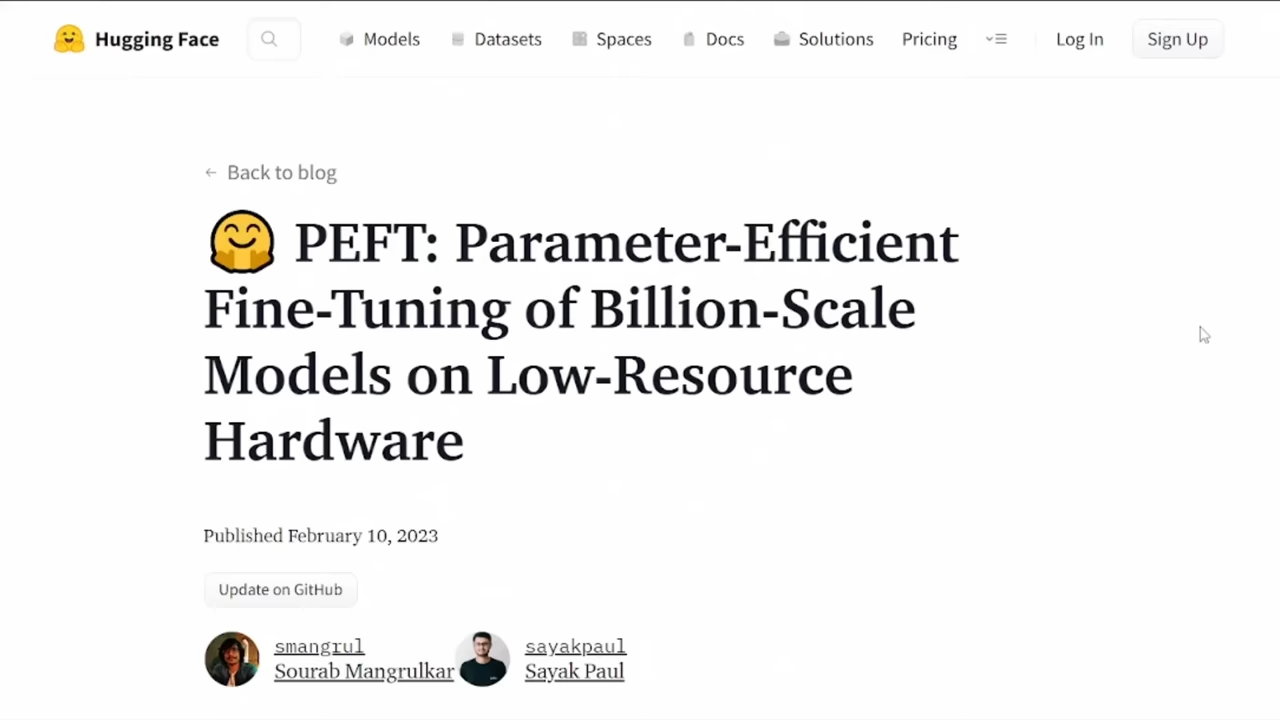 Hugging Face Models Datasets Spaces Docs Solutions Pricing Log In Sign Up
← Back to blog
🤗 PEFT: Parameter-Efficient
Fine-Tuning of Billion-Scale
Models on Low-Resource
Hardware
Published February 10, 2023
Update on GitHub
smangrul sayakpaul
Sourab Mangrulkar Sayak Paul